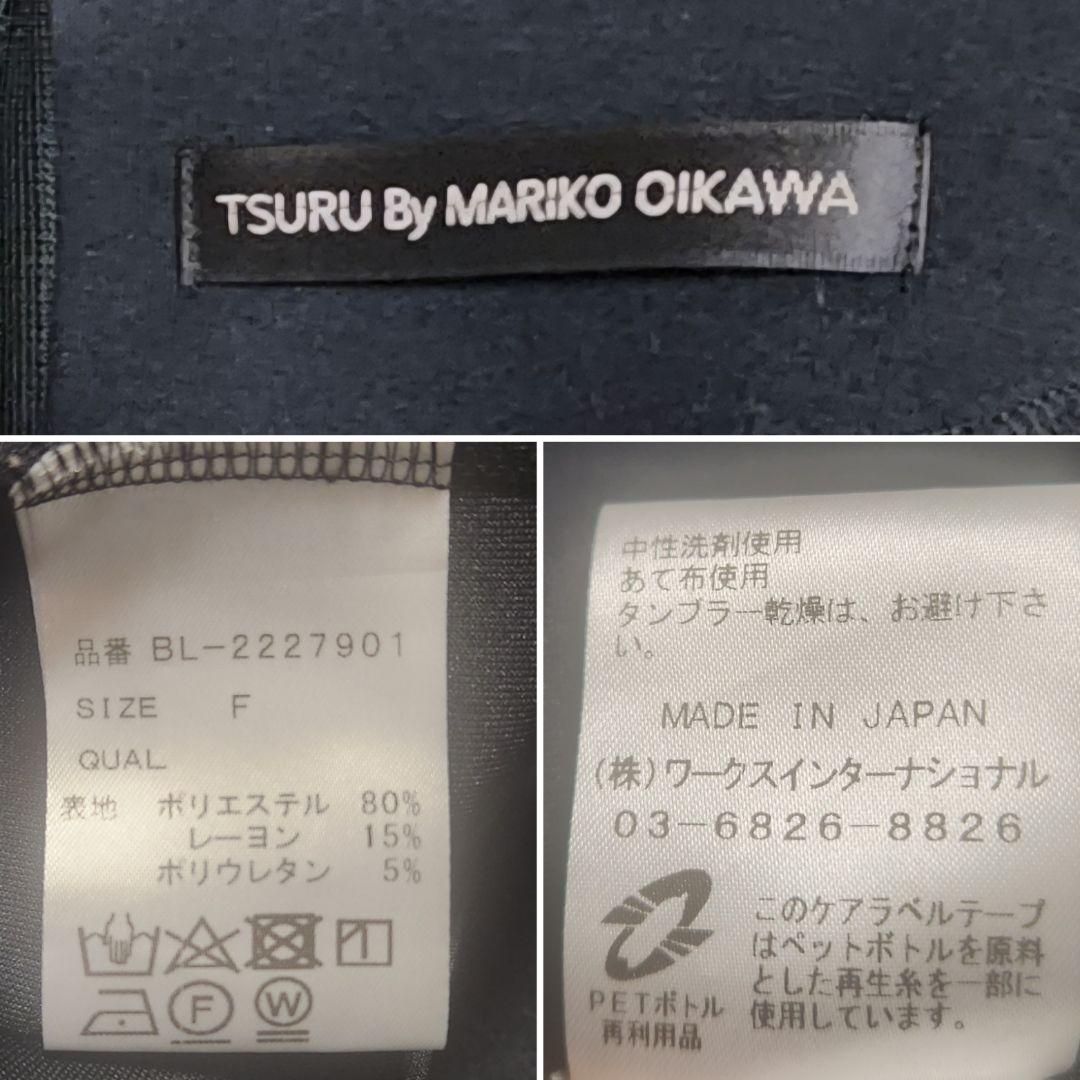 TSURU By MARIKO OIKAWA
品番 BL-2227901
SIZE F
QUAL
表地 ポリエステル 80%
レーヨン 15%
ポリウレタン 5%
F W
中性洗剤使用
あて布使用
タンブラー乾燥は、お避け下さ
い。
MADE IN JAPAN
(株)ワークスインターナショナル
03-6826-8826
このケアラベルテープ
はペットボトルを原料
とした再生糸を一部に
使用しています。
PETボトル
再利用品